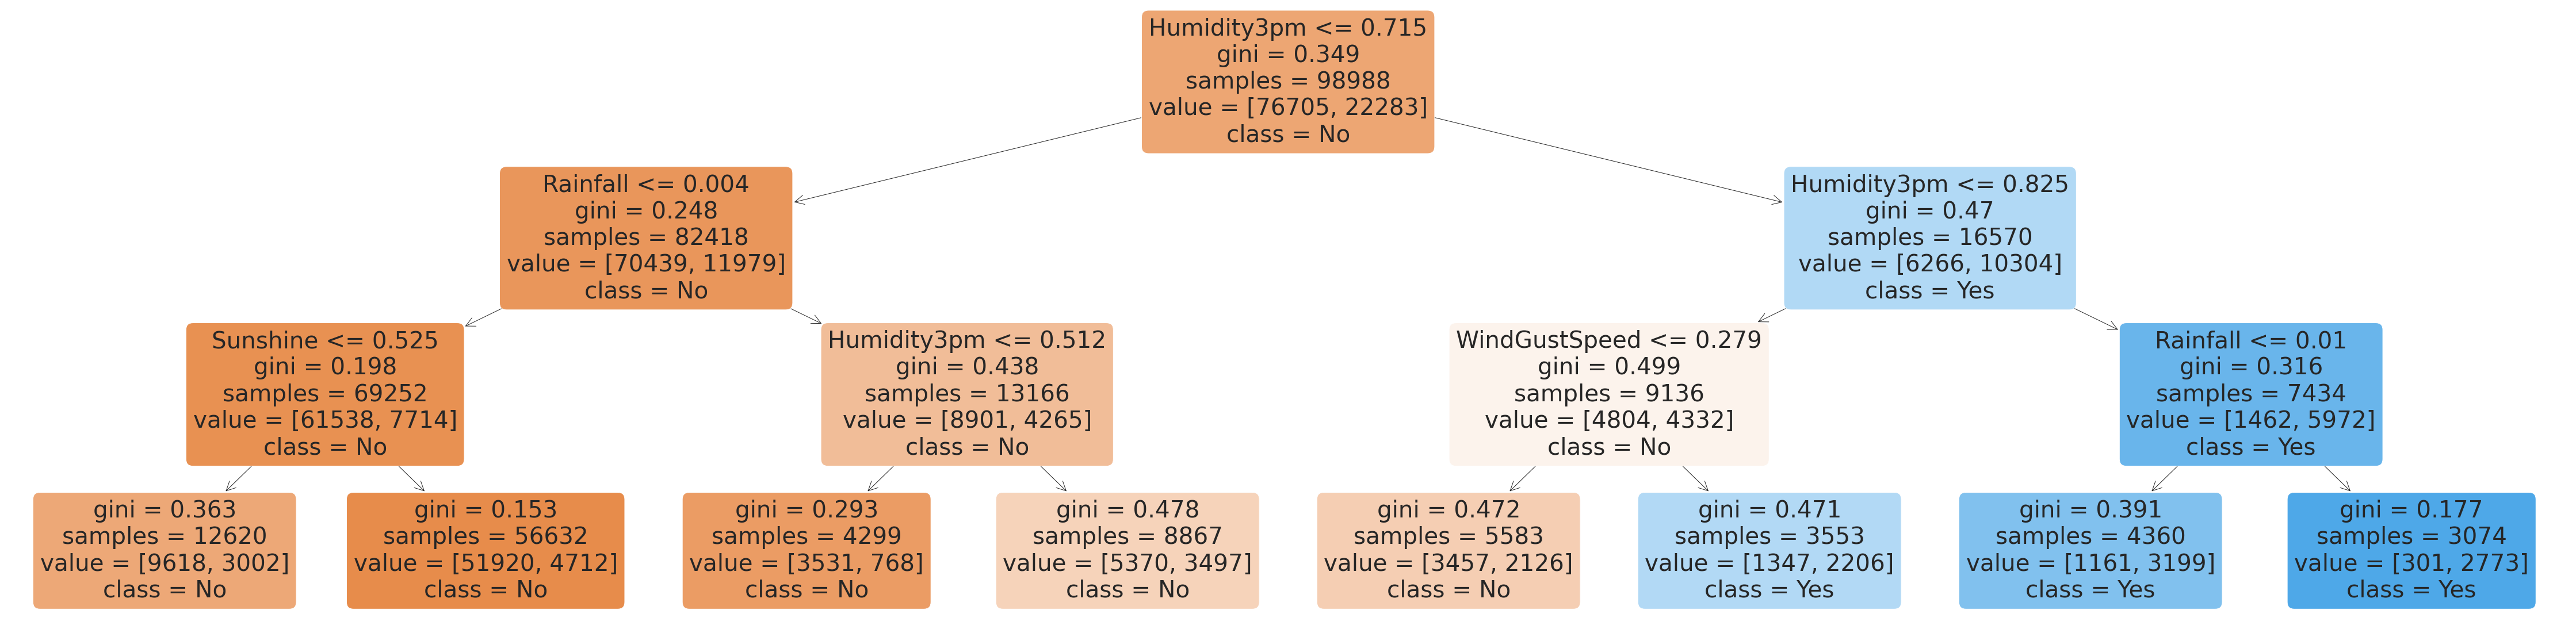 Humidity3pm <= 0.715
gini = 0.349
samples = 98988
value = [76705, 22283]
class = No
Rainfall <= 0.004
gini = 0.248
samples = 82418
value = [70439, 11979]
class = No
Humidity3pm <= 0.825
gini = 0.47
samples = 16570
value = [6266, 10304]
class = Yes
Sunshine <= 0.525
gini = 0.198
samples = 69252
value = [61538, 7714]
class = No
Humidity3pm <= 0.512
gini = 0.438
samples = 13166
value = [8901, 4265]
class = No
WindGustSpeed <= 0.279
gini = 0.499
samples = 9136
value = [4804, 4332]
class = No
Rainfall <= 0.01
gini = 0.316
samples = 7434
value = [1462, 5972]
class = Yes
gini = 0.363
samples = 12620
value = [9618, 3002]
class = No
gini = 0.153
samples = 56632
value = [51920, 4712]
class = No
gini = 0.293
samples = 4299
value = [3531, 768]
class = No
gini = 0.478
samples = 8867
value = [5370, 3497]
class = No
gini = 0.472
samples = 5583
value = [3457, 2126]
class = No
gini = 0.471
samples = 3553
value = [1347, 2206]
class = Yes
gini = 0.391
samples = 4360
value = [1161, 3199]
class = Yes
gini = 0.177
samples = 3074
value = [301, 2773]
class = Yes